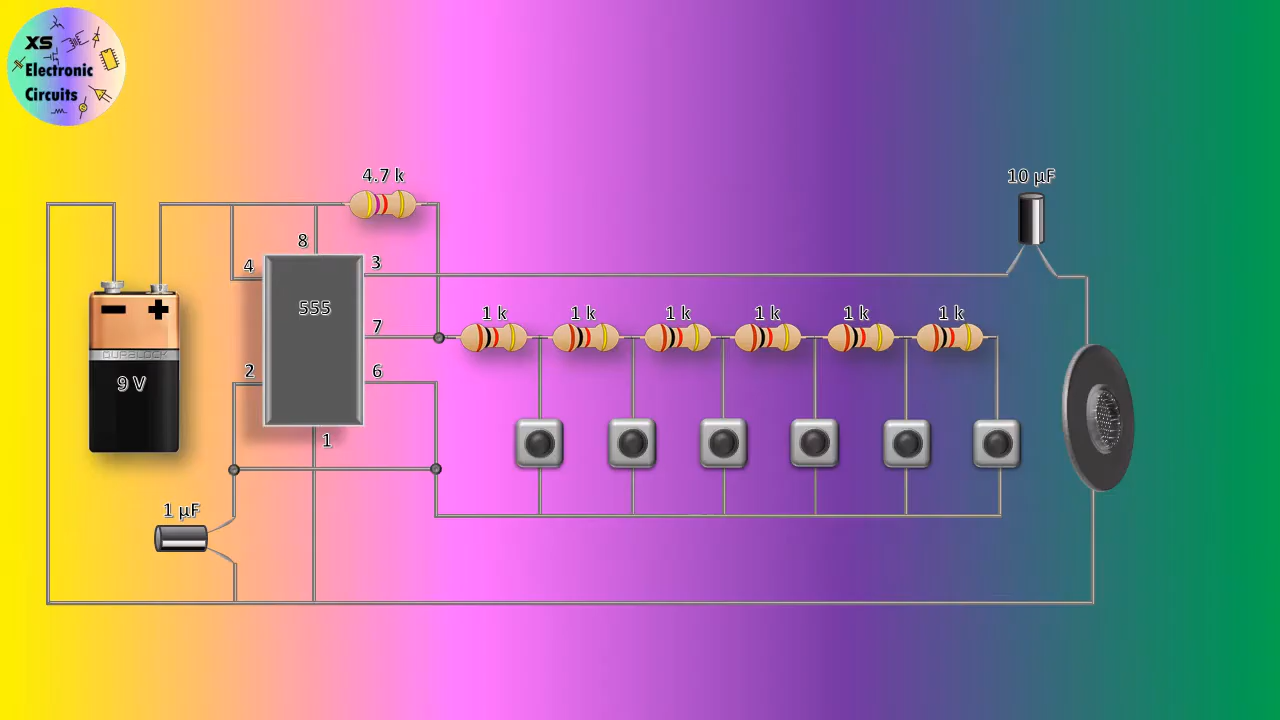 XS
Electronic
Circuits
4.7 k
10 µF
8
4
3
555
1 k
1 k
1 k
1 k
1 k
1 k
7
DURALOCK
2
6
9 V
1
1 µF